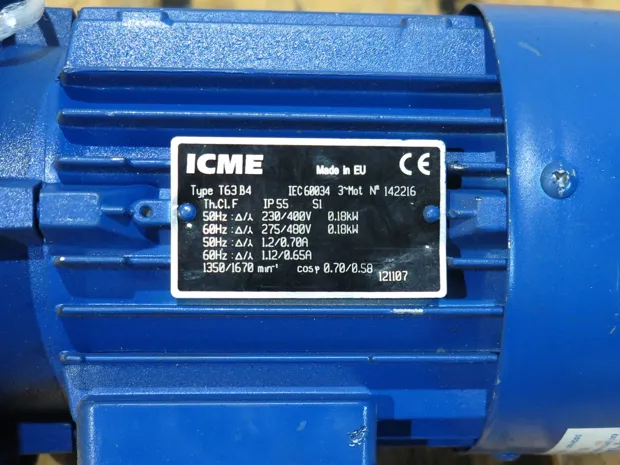 ICME Made in EU CE
Type T63B4 IEC60034 3~Mot Nº 142216
Th.Cl.F IP55 S1
50Hz :Δ/⅄ 230/400V 0.18kW
60Hz :Δ/⅄ 275/480V 0.18kW
50Hz :Δ/⅄ 1.2/0.70A
60Hz :Δ/⅄ 1.12/0.65A
1350/1670 min⁻¹ cosφ 0.70/0.58
121107